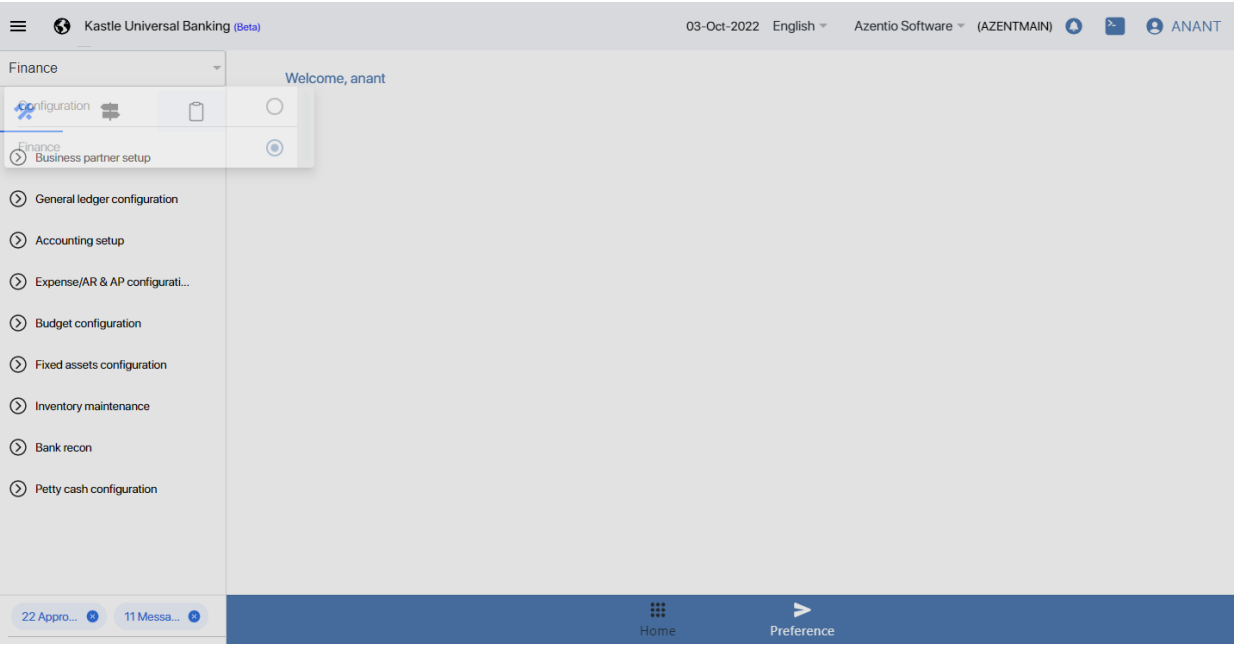 Kastle Universal Banking (Beta)
03-Oct-2022 English Azentio Software (AZENTMAIN) ANANT
Finance
Welcome, anant
Configuration
Finance
Business partner setup
General ledger configuration
Accounting setup
Expense/AR & AP configurati...
Budget configuration
Fixed assets configuration
Inventory maintenance
Bank recon
Petty cash configuration
22 Appro... 11 Messa...
Home Preference